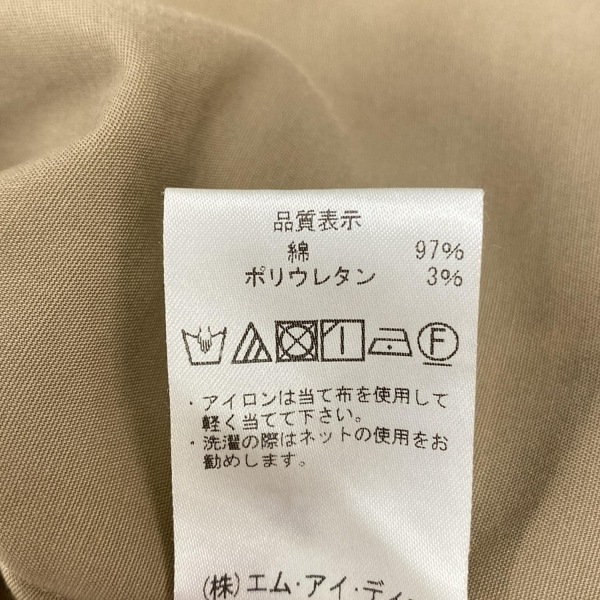 品質表示
綿 97%
ポリウレタン 3%
F
・アイロンは当て布を使用して
軽く当てて下さい。
・洗濯の際はネットの使用をお
勧めします。
(株)エム・アイ・ディー